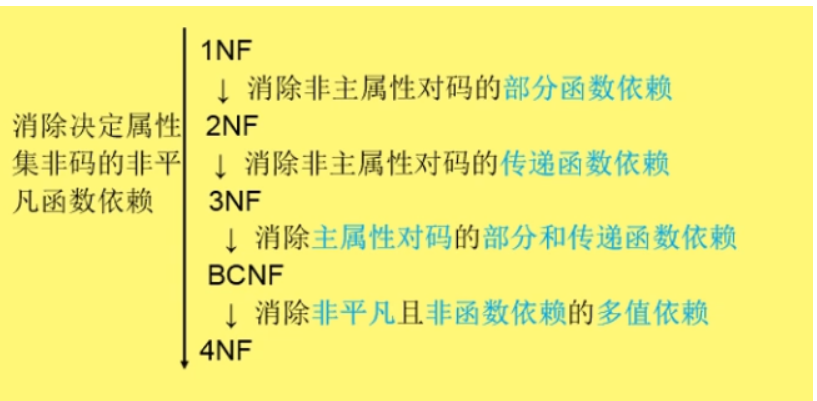 消除决定属性
集非码的非平
凡函数依赖
1NF
↓ 消除非主属性对码的部分函数依赖
2NF
↓ 消除非主属性对码的传递函数依赖
3NF
↓ 消除主属性对码的部分和传递函数依赖
BCNF
↓ 消除非平凡且非函数依赖的多值依赖
4NF